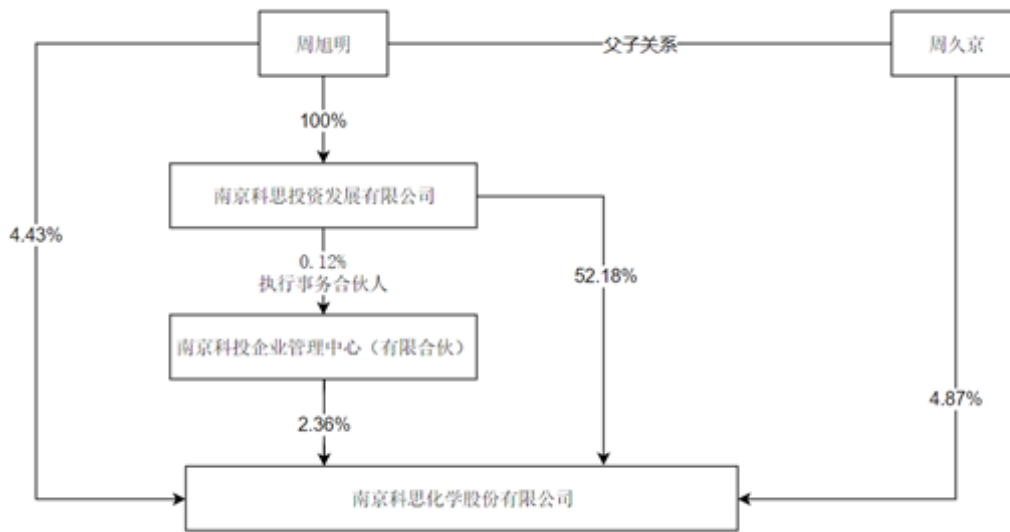 周旭明
父子关系
周久京
100%
南京科思投资发展有限公司
4.43%
0.12%
执行事务合伙人
52.18%
南京科投企业管理中心（有限合伙）
4.87%
2.36%
南京科思化学股份有限公司